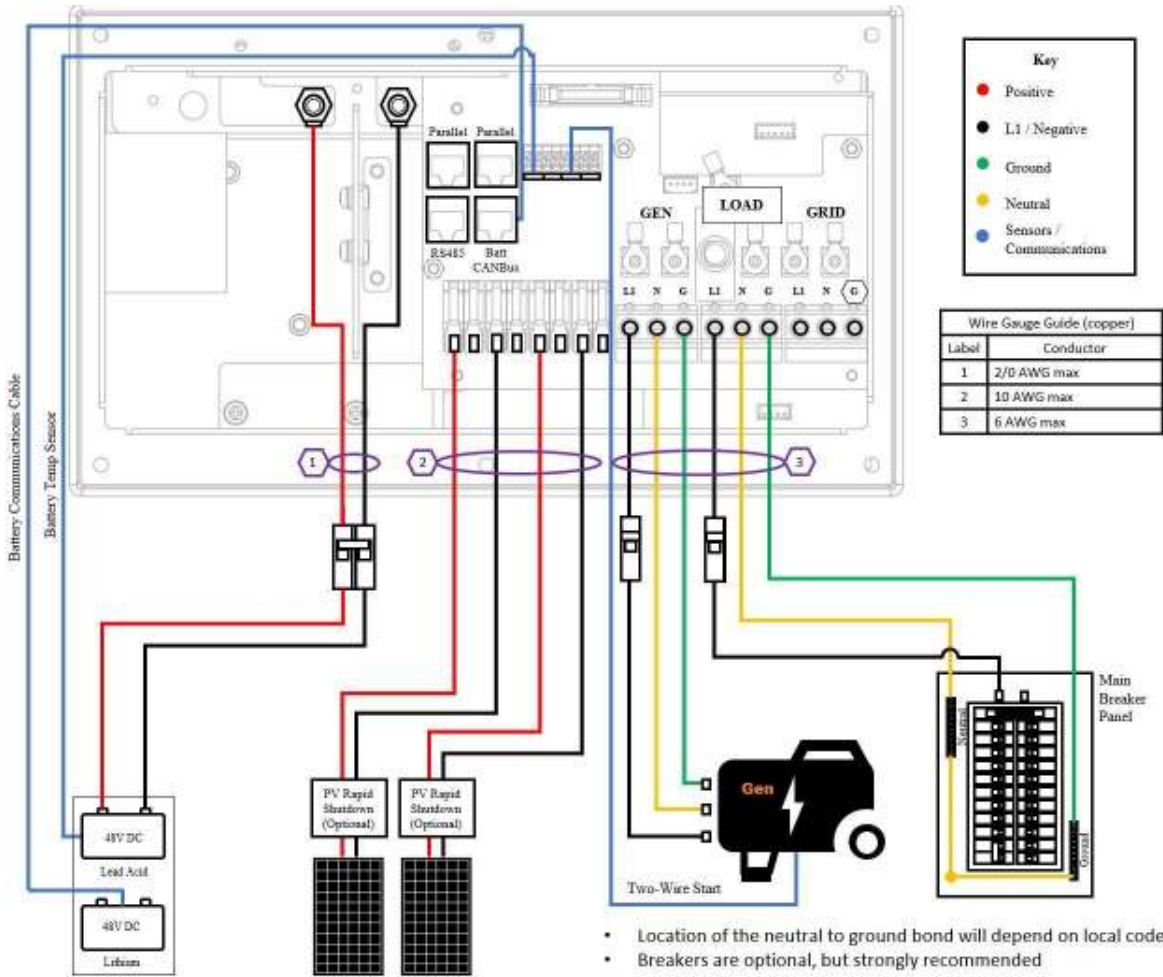 Key
Positive
L1 / Negative
Ground
Neutral
Sensors /
Communications
Parallel Parallel
RS485 Batt
CANBus
GEN
LOAD
GRID
L1 N G L1 N G L1 N G
Wire Gauge Guide (copper)
Label Conductor
1 2/0 AWG max
2 10 AWG max
3 6 AWG max
1
2
3
Battery Communications Cable
Battery Temp Sensor
Main
Breaker
Panel
Neutral
Ground
PV Rapid
Shutdown
(Optional)
PV Rapid
Shutdown
(Optional)
Gen
48V DC
Lead Acid
48V DC
Lithium
Two-Wire Start
• Location of the neutral to ground bond will depend on local code
• Breakers are optional, but strongly recommended